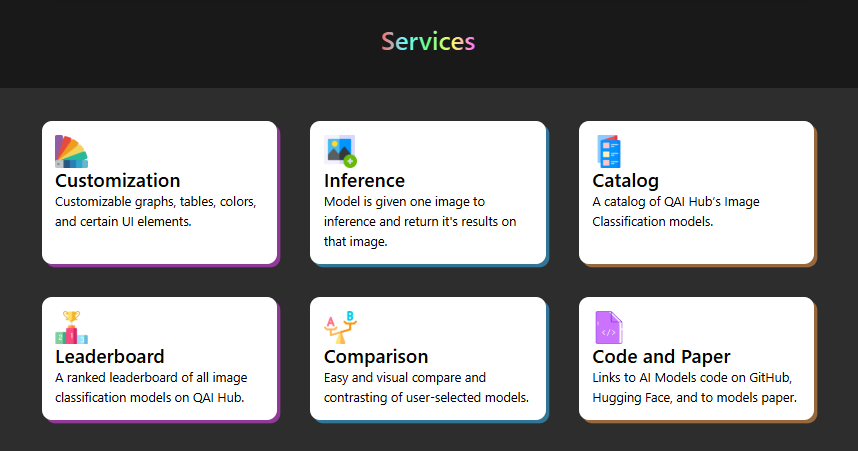 Services
Customization
Customizable graphs, tables, colors,
and certain UI elements.
Inference
Model is given one image to
inference and return it's results on
that image.
Catalog
A catalog of QAI Hub's Image
Classification models.
2 1 3
Leaderboard
A ranked leaderboard of all image
classification models on QAI Hub.
A B
Comparison
Easy and visual compare and
contrasting of user-selected models.
</>
Code and Paper
Links to AI Models code on GitHub,
Hugging Face, and to models paper.